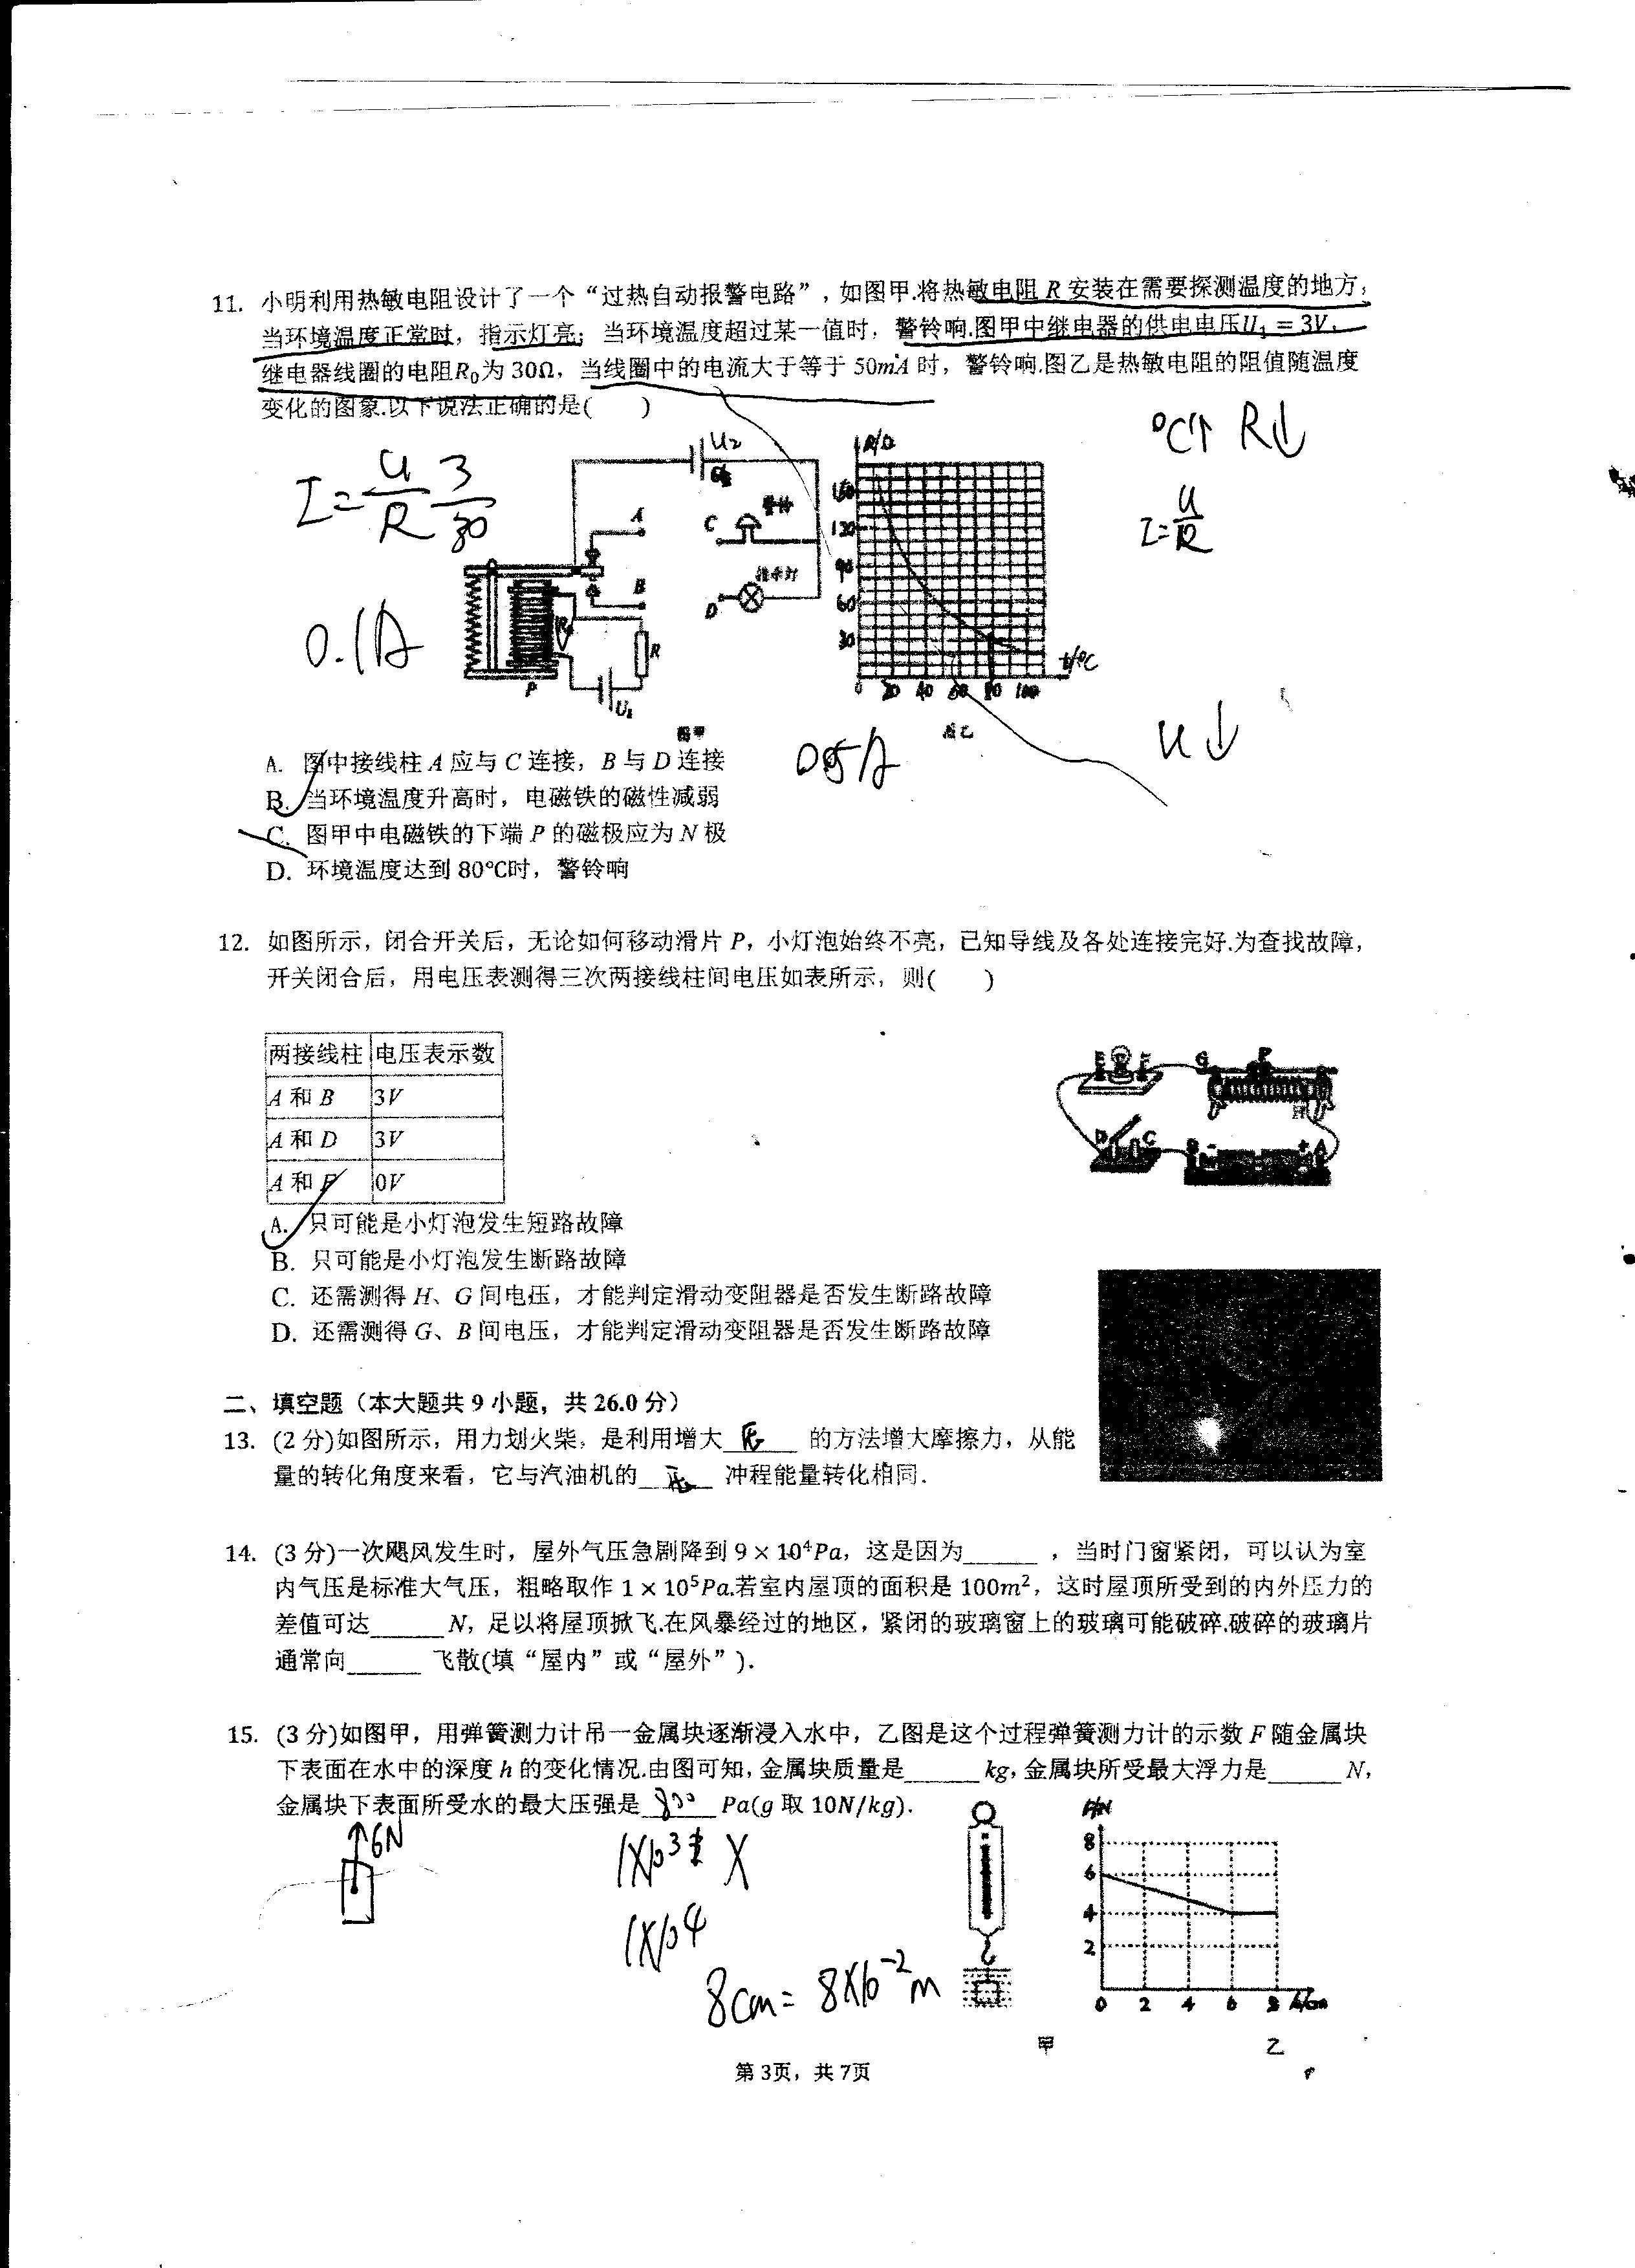 11. 小明利用热敏电阻设计了一个“过热自动报警电路”，如图甲.将热敏电阻 R 安装在需要探测温度的地方，
当环境温度正常时，指示灯亮；当环境温度超过某一值时，警铃响.图甲中继电器的供电电压U₁ = 3V，
继电器线圈的电阻R₀为 30Ω，当线圈中的电流大于等于 50mA 时，警铃响.图乙是热敏电阻的阻值随温度
变化的图象.以下说法正确的是( )
°C↑ R↓
I=U/R 3/30
I=U/R
0.1A
U₂
A
C 警铃
B
D 指示灯
R
P
U₁
图甲
R/Ω
150
120
90
60
30
0 20 40 60 80 100 t/°C
图乙
U↓
A. 图中接线柱 A 应与 C 连接，B 与 D 连接
B. 当环境温度升高时，电磁铁的磁性减弱
C. 图甲中电磁铁的下端 P 的磁极应为 N 极
D. 环境温度达到 80℃时，警铃响
12. 如图所示，闭合开关后，无论如何移动滑片 P，小灯泡始终不亮，已知导线及各处连接完好.为查找故障，
开关闭合后，用电压表测得三次两接线柱间电压如表所示，则( )
两接线柱 电压表示数
A 和 B 3V
A 和 D 3V
A 和 F 0V
E F G P
H
D C B - + A
A. 只可能是小灯泡发生短路故障
B. 只可能是小灯泡发生断路故障
C. 还需测得 H、G 间电压，才能判定滑动变阻器是否发生断路故障
D. 还需测得 G、B 间电压，才能判定滑动变阻器是否发生断路故障
二、填空题（本大题共 9 小题，共 26.0 分）
13. (2 分)如图所示，用力划火柴，是利用增大______ 的方法增大摩擦力，从能
量的转化角度来看，它与汽油机的______ 冲程能量转化相同.
14. (3 分)一次飓风发生时，屋外气压急剧降到 9 × 10⁴Pa，这是因为______ ，当时门窗紧闭，可以认为室
内气压是标准大气压，粗略取作 1 × 10⁵Pa.若室内屋顶的面积是 100m²，这时屋顶所受到的内外压力的
差值可达______N，足以将屋顶掀飞.在风暴经过的地区，紧闭的玻璃窗上的玻璃可能破碎.破碎的玻璃片
通常向______ 飞散(填“屋内”或“屋外”).
15. (3 分)如图甲，用弹簧测力计吊一金属块逐渐浸入水中，乙图是这个过程弹簧测力计的示数 F 随金属块
下表面在水中的深度 h 的变化情况.由图可知，金属块质量是______kg，金属块所受最大浮力是______N，
金属块下表面所受水的最大压强是 800 Pa(g 取 10N/kg).
6N
1×10⁴
8cm = 8×10⁻²m
F/N
8
6
4
2
0 2 4 6 8 h/cm
甲
乙
第 3页，共 7页